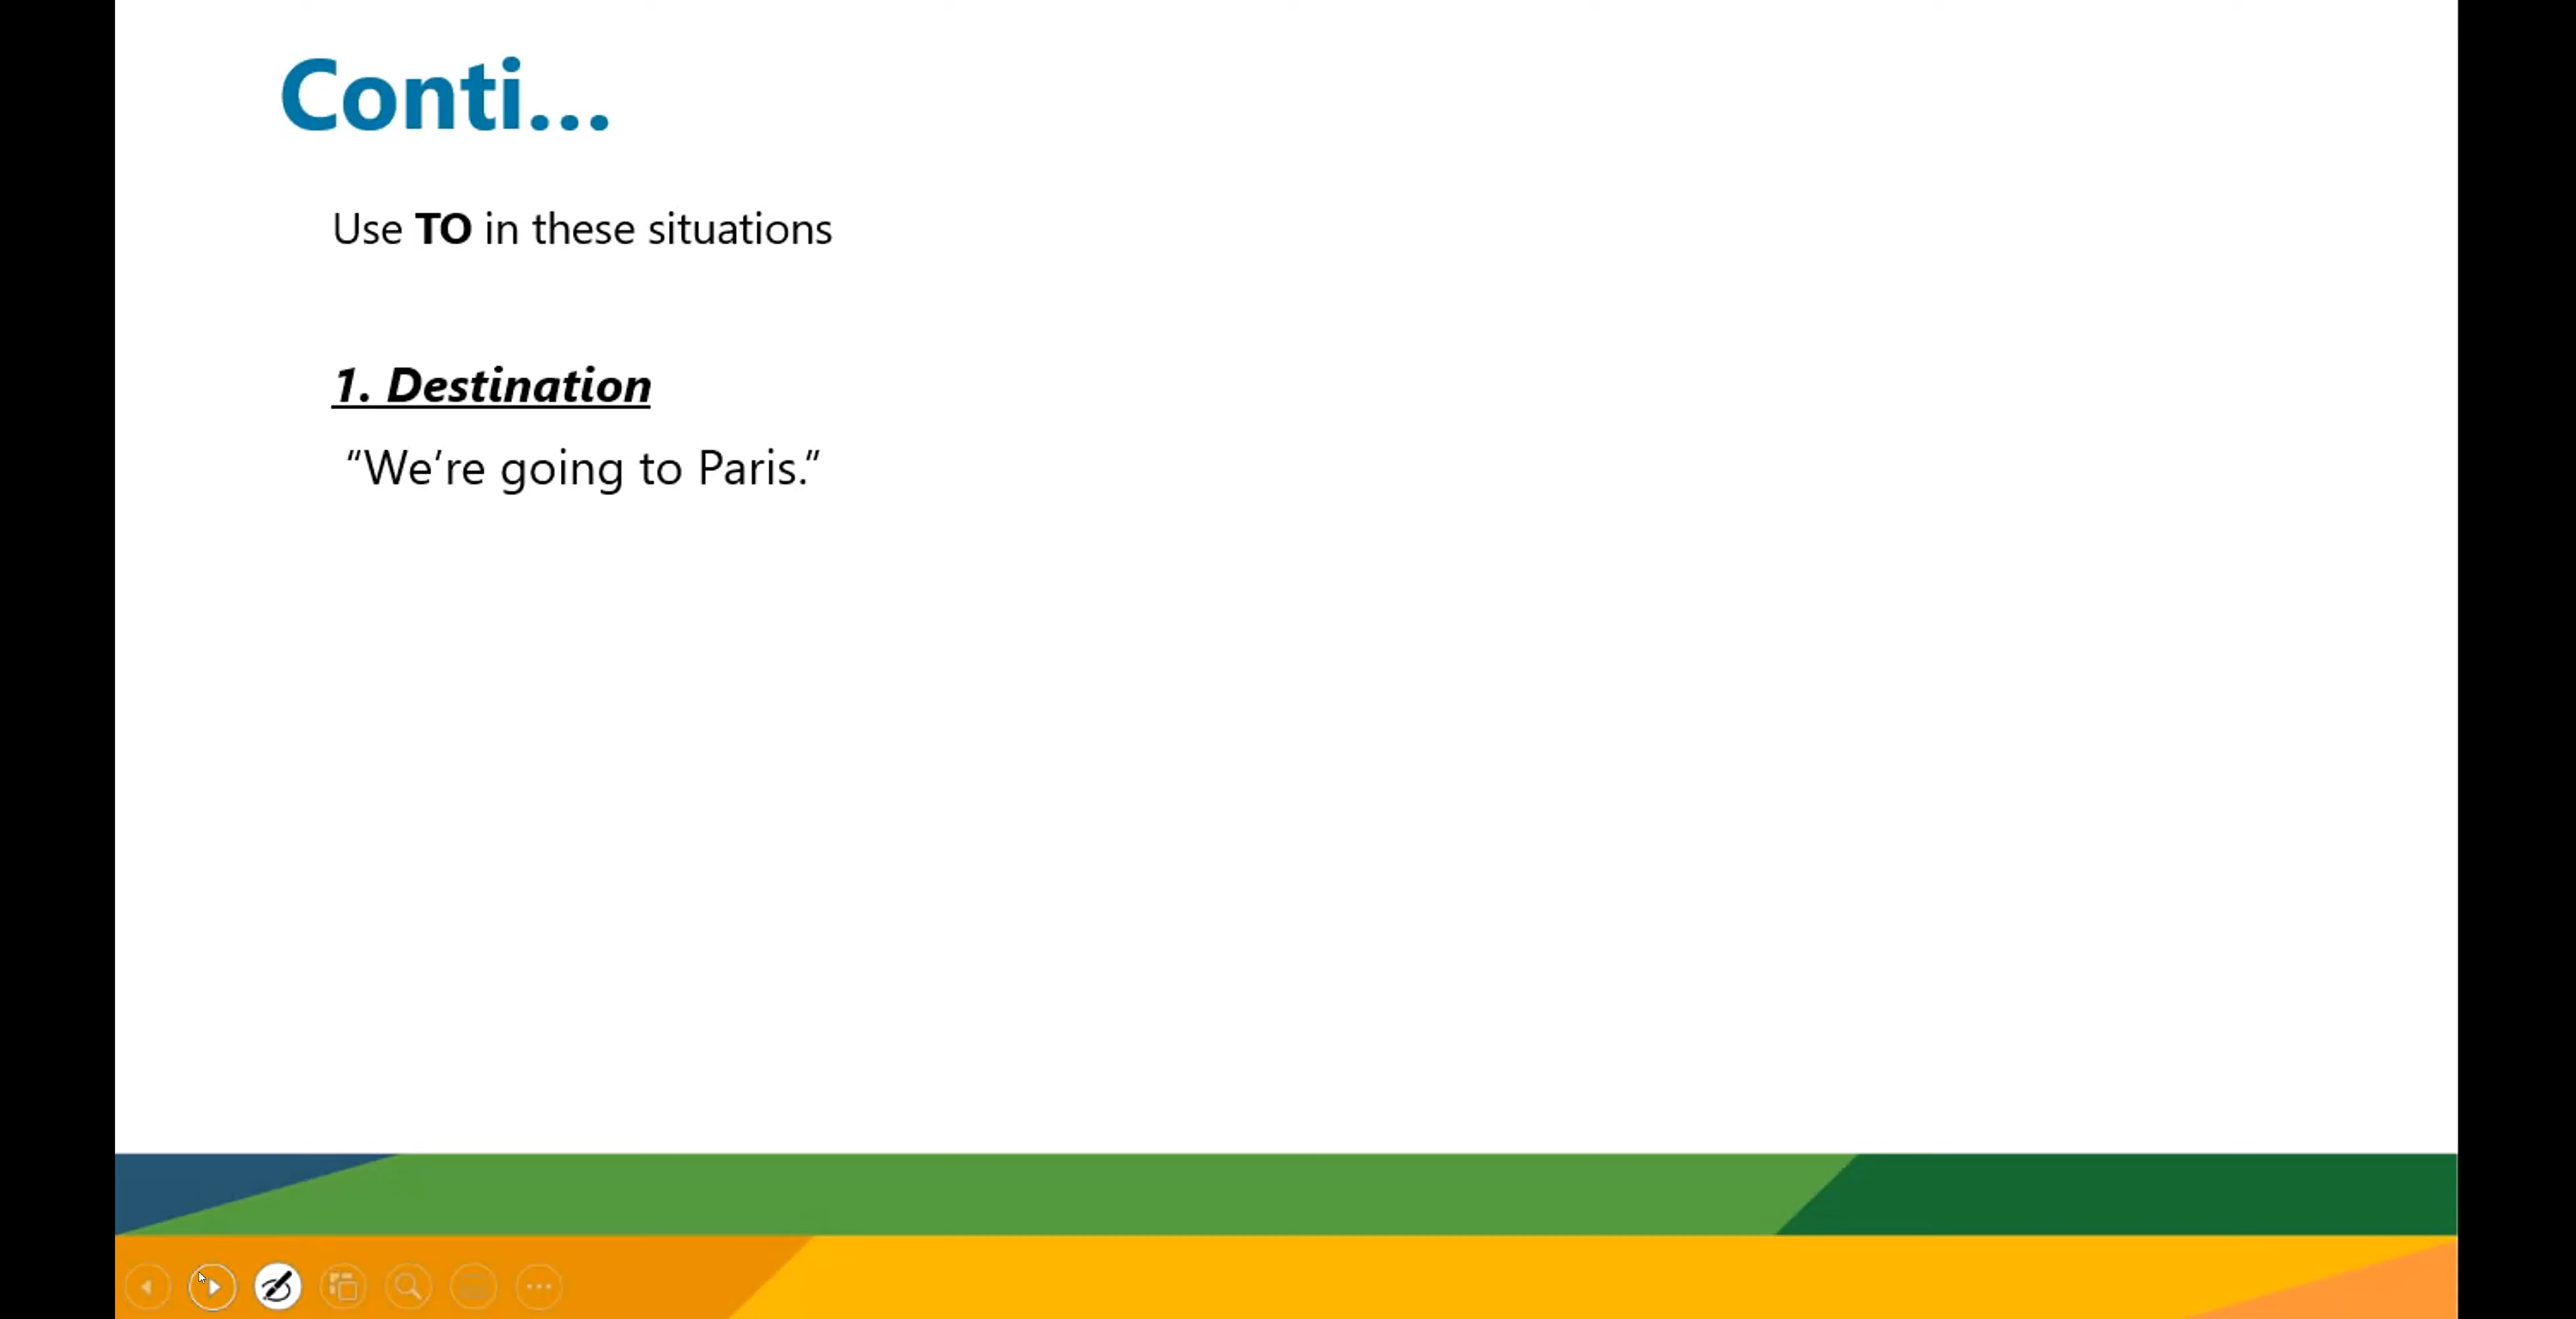 Conti...
Use TO in these situations
1. Destination
“We’re going to Paris.”